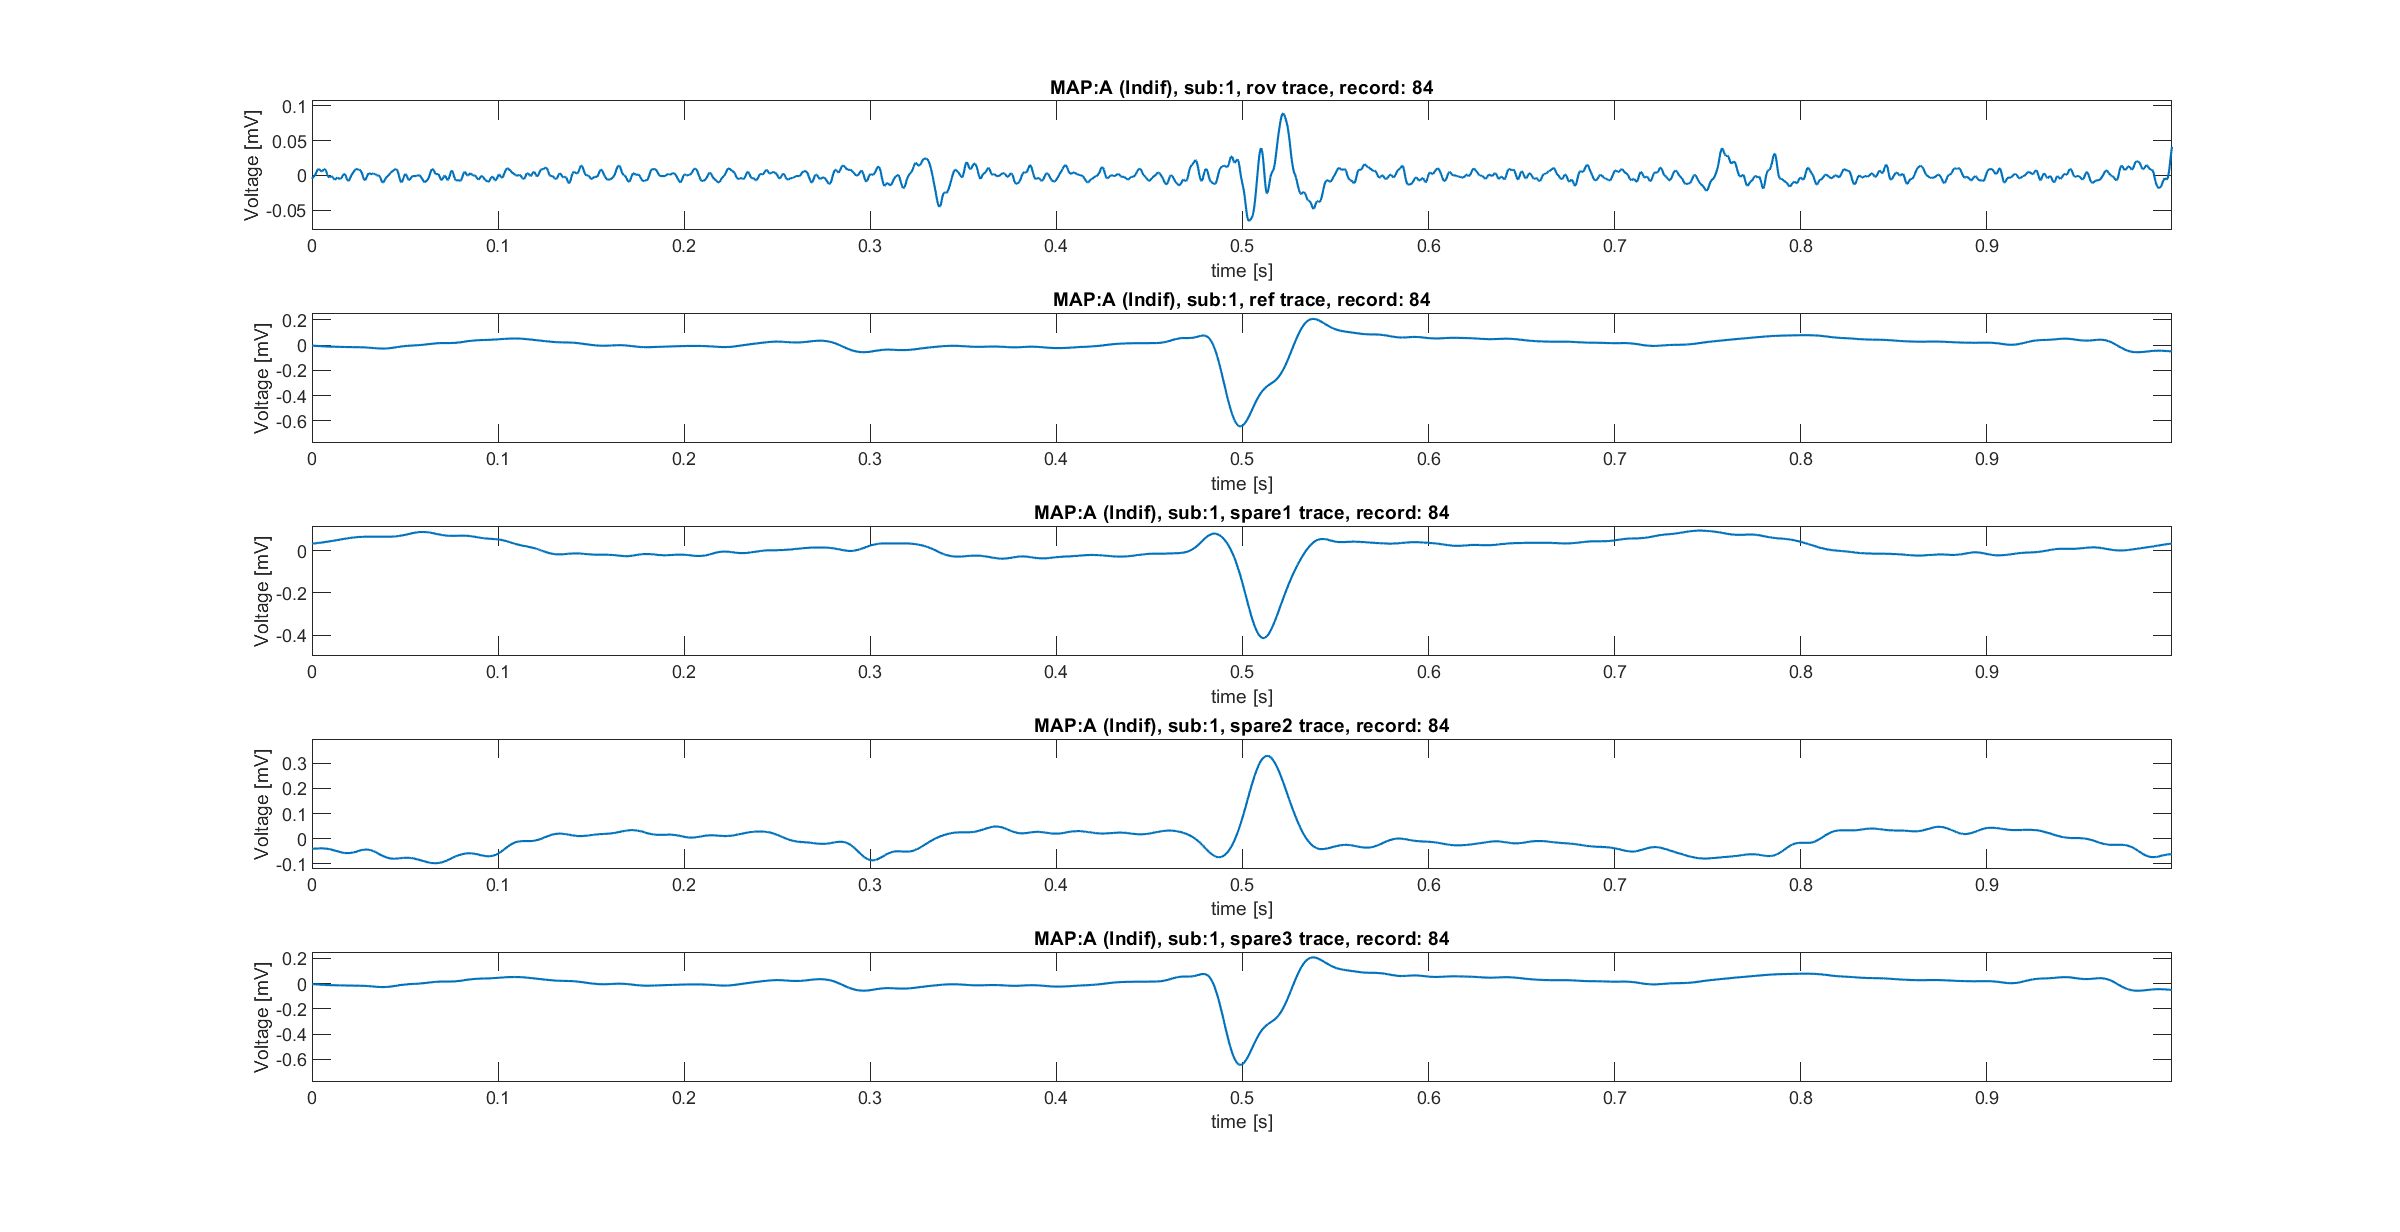 MAP:A (Indif), sub:1, rov trace, record: 84
Voltage [mV]
0.1
0.05
0
-0.05
0 0.1 0.2 0.3 0.4 0.5 0.6 0.7 0.8 0.9
time [s]
MAP:A (Indif), sub:1, ref trace, record: 84
Voltage [mV]
0.2
0
-0.2
-0.4
-0.6
0 0.1 0.2 0.3 0.4 0.5 0.6 0.7 0.8 0.9
time [s]
MAP:A (Indif), sub:1, spare1 trace, record: 84
Voltage [mV]
0
-0.2
-0.4
0 0.1 0.2 0.3 0.4 0.5 0.6 0.7 0.8 0.9
time [s]
MAP:A (Indif), sub:1, spare2 trace, record: 84
Voltage [mV]
0.3
0.2
0.1
0
-0.1
0 0.1 0.2 0.3 0.4 0.5 0.6 0.7 0.8 0.9
time [s]
MAP:A (Indif), sub:1, spare3 trace, record: 84
Voltage [mV]
0.2
0
-0.2
-0.4
-0.6
0 0.1 0.2 0.3 0.4 0.5 0.6 0.7 0.8 0.9
time [s]